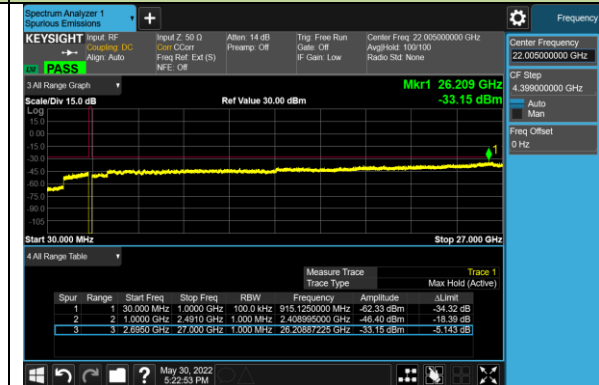 Spectrum Analyzer 1
Spurious Emissions
Frequency
KEYSIGHT Input: RF
Coupling: DC
Align: Auto
Input Z: 50 Ω
Corr CCorr
Freq Ref: Ext (S)
NFE: Off
Atten: 14 dB
Preamp: Off
Trig: Free Run
Gate: Off
IF Gain: Low
Center Freq: 22.005000000 GHz
Avg|Hold: 100/100
Radio Std: None
LW PASS
Center Frequency
22.005000000 GHz
CF Step
4.399000000 GHz
Auto
Man
Freq Offset
0 Hz
3 All Range Graph
Mkr1 26.209 GHz
Scale/Div 15.0 dB Ref Value 30.00 dBm -33.15 dBm
Log
15.0
0.00
-15.0
-30.0
-45.0
-60.0
-75.0
-90.0
-105
1
Start 30.000 MHz Stop 27.000 GHz
4 All Range Table
Measure Trace Trace 1
Trace Type Max Hold (Active)
Spur Range Start Freq Stop Freq RBW Frequency Amplitude ΔLimit
1 1 30.000 MHz 1.0000 GHz 100.0 kHz 915.1250000 MHz -62.33 dBm -34.32 dB
2 2 1.0000 GHz 2.4910 GHz 1.000 MHz 2.408995000 GHz -46.40 dBm -18.39 dB
3 3 2.6950 GHz 27.000 GHz 1.000 MHz 26.20887225 GHz -33.15 dBm -5.143 dB
May 30, 2022
5:22:53 PM